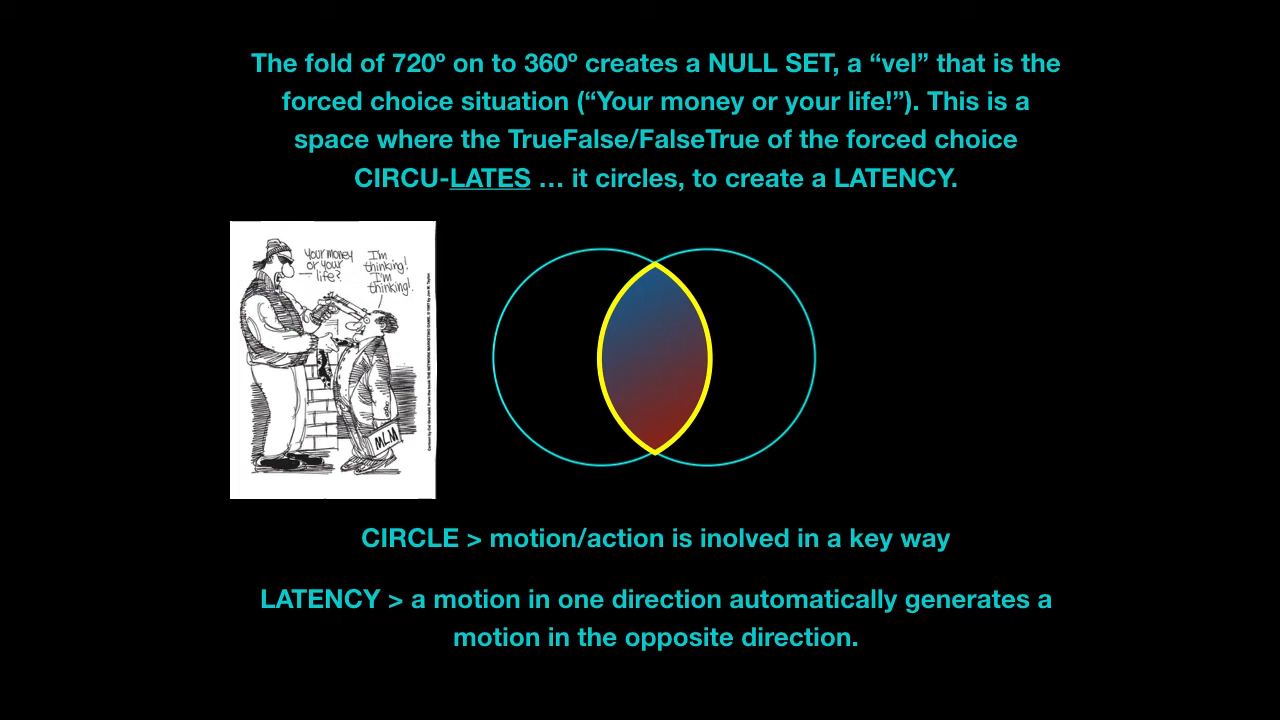 The fold of 720º on to 360º creates a NULL SET, a “vel” that is the
forced choice situation (“Your money or your life!”). This is a
space where the TrueFalse/FalseTrue of the forced choice
CIRCU-LATES … it circles, to create a LATENCY.
Your money
or your
life?
I'm
thinking!
I'm
thinking!
MLM
CIRCLE > motion/action is inolved in a key way
LATENCY > a motion in one direction automatically generates a
motion in the opposite direction.